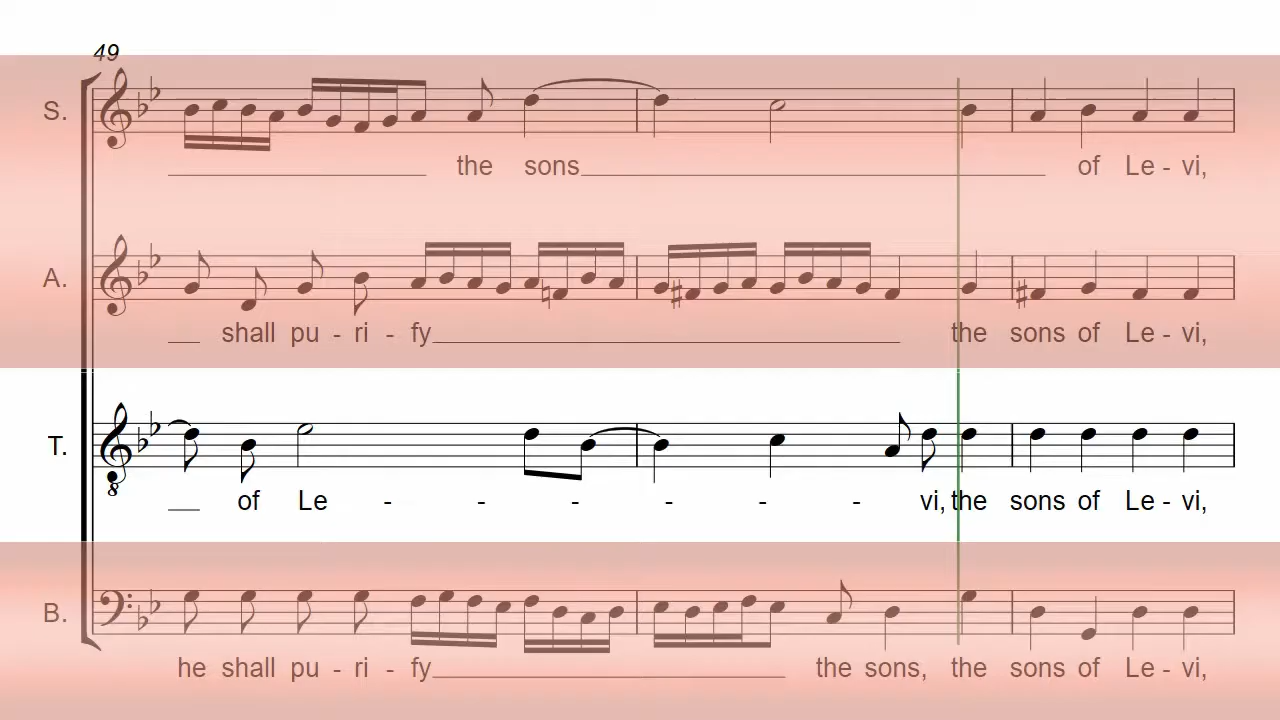 49
S.
the sons of Le - vi,
A.
shall pu - ri - fy the sons of Le - vi,
T.
8
of Le - - - - - - vi, the sons of Le - vi,
B.
he shall pu - ri - fy the sons, the sons of Le - vi,